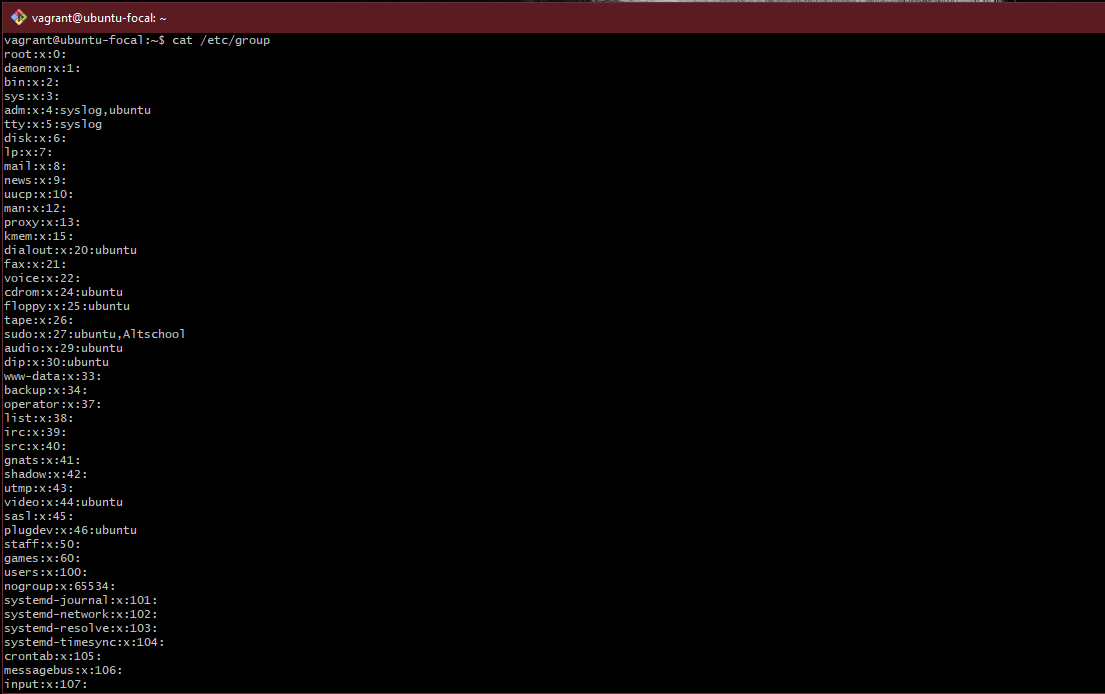 vagrant@ubuntu-focal: ~
vagrant@ubuntu-focal:~$ cat /etc/group
root:x:0:
daemon:x:1:
bin:x:2:
sys:x:3:
adm:x:4:syslog,ubuntu
tty:x:5:syslog
disk:x:6:
lp:x:7:
mail:x:8:
news:x:9:
uucp:x:10:
man:x:12:
proxy:x:13:
kmem:x:15:
dialout:x:20:ubuntu
fax:x:21:
voice:x:22:
cdrom:x:24:ubuntu
floppy:x:25:ubuntu
tape:x:26:
sudo:x:27:ubuntu,Altschool
audio:x:29:ubuntu
dip:x:30:ubuntu
www-data:x:33:
backup:x:34:
operator:x:37:
list:x:38:
irc:x:39:
src:x:40:
gnats:x:41:
shadow:x:42:
utmp:x:43:
video:x:44:ubuntu
sasl:x:45:
plugdev:x:46:ubuntu
staff:x:50:
games:x:60:
users:x:100:
nogroup:x:65534:
systemd-journal:x:101:
systemd-network:x:102:
systemd-resolve:x:103:
systemd-timesync:x:104:
crontab:x:105:
messagebus:x:106:
input:x:107: